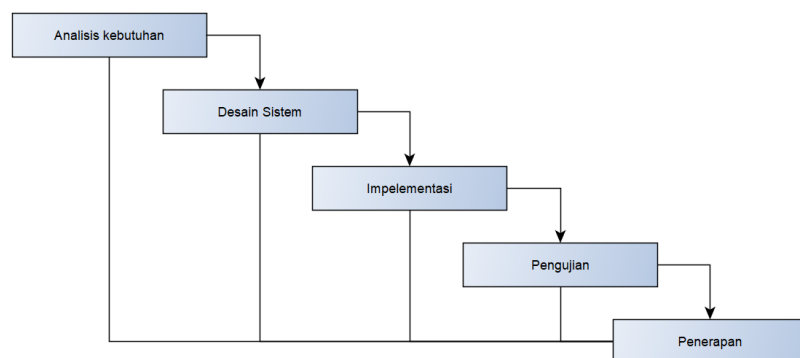 Analisis kebutuhan
Desain Sistem
Impelementasi
Pengujian
Penerapan